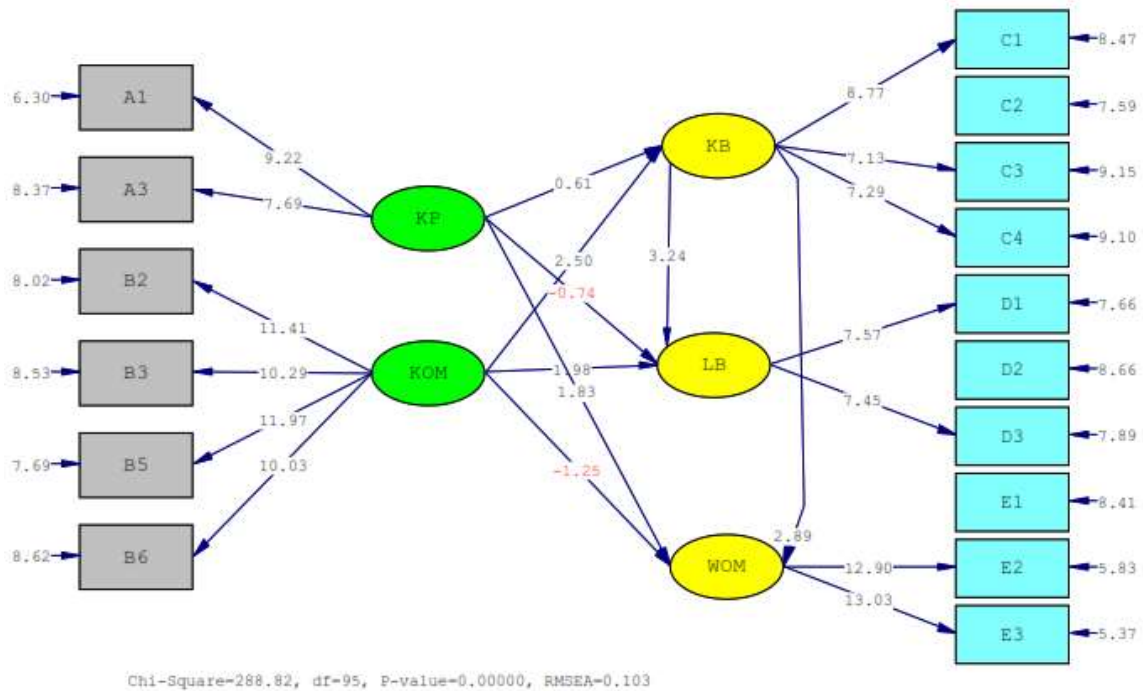 C1
8.47
A1
6.30
8.77
C2
7.59
KB
9.22
7.13
C3
9.15
A3
8.37
0.61
7.29
7.69
KP
C4
9.10
2.50
3.24
B2
8.02
-0.74
D1
7.66
11.41
7.57
LB
B3
8.53
10.29
KOM
1.98
D2
8.66
1.83
7.45
11.97
D3
7.89
B5
7.69
10.03
-1.25
E1
8.41
2.89
B6
8.62
WOM
12.90
E2
5.83
13.03
E3
5.37
Chi-Square=288.82, df=95, P-value=0.00000, RMSEA=0.103